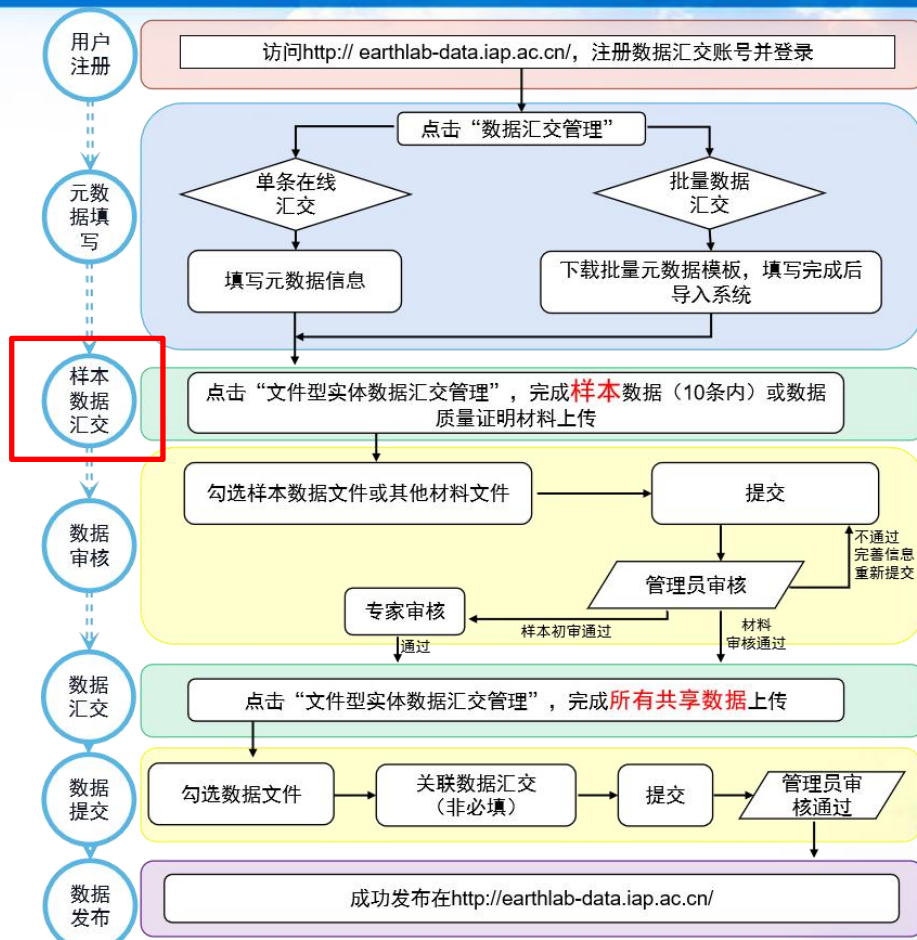 用户
注册
访问http:// earthlab-data.iap.ac.cn/，注册数据汇交账号并登录
元数
据填
写
点击“数据汇交管理”
单条在线
汇交
批量数据
汇交
填写元数据信息
下载批量元数据模板，填写完成后
导入系统
样本
数据
汇交
点击“文件型实体数据汇交管理”，完成样本数据（10条内）或数据
质量证明材料上传
数据
审核
勾选样本数据文件或其他材料文件
提交
不通过
完善信息
重新提交
管理员审核
专家审核
样本初审通过
材料
审核通过
通过
数据
汇交
点击“文件型实体数据汇交管理”，完成所有共享数据上传
数据
提交
勾选数据文件
关联数据汇交
（非必填）
提交
管理员审
核通过
数据
发布
成功发布在http://earthlab-data.iap.ac.cn/